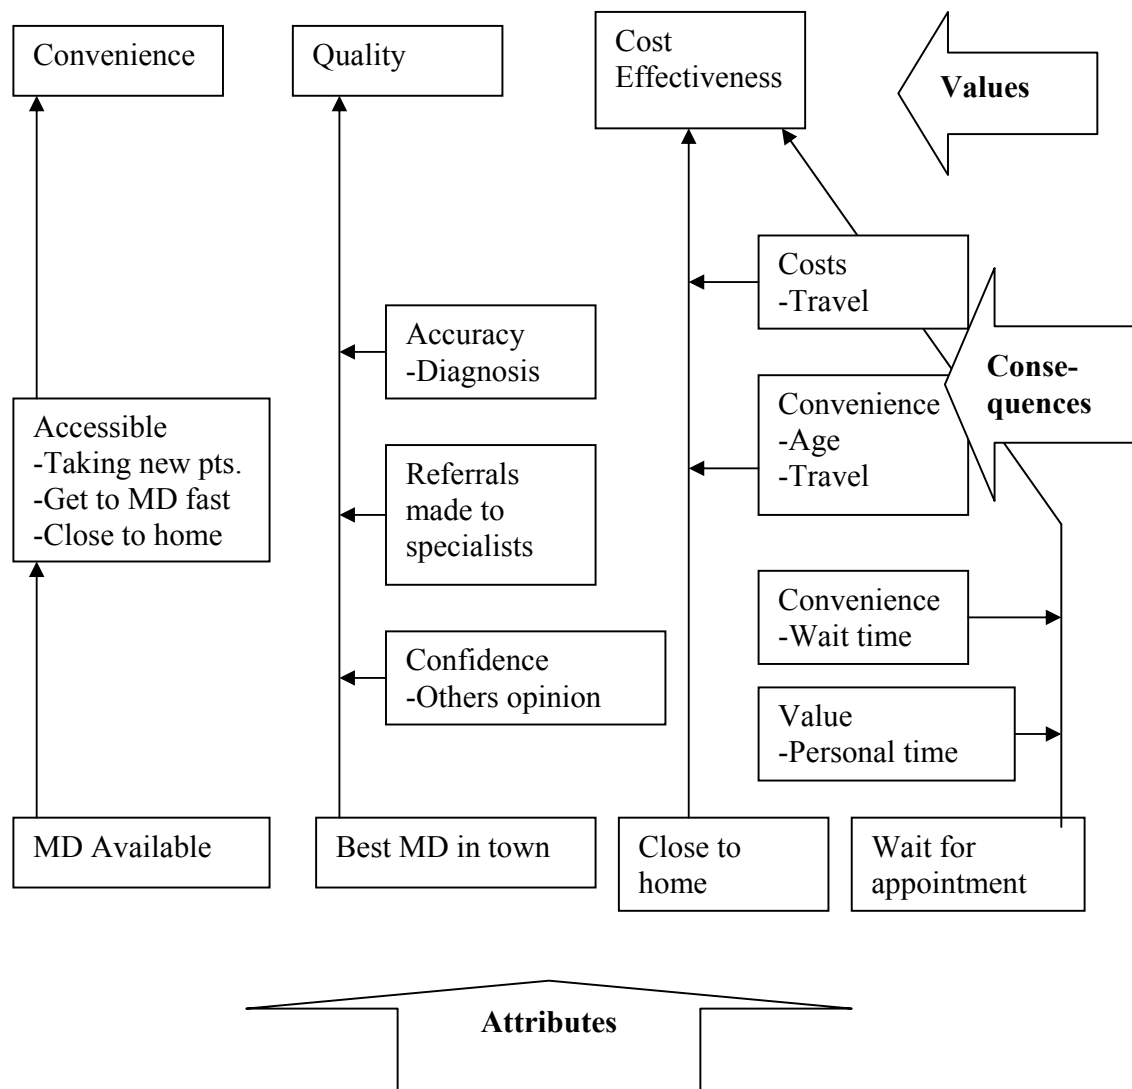 Convenience
Quality
Cost
Effectiveness
Values
Costs
-Travel
Accuracy
-Diagnosis
Conse-
quences
Convenience
-Age
-Travel
Accessible
-Taking new pts.
-Get to MD fast
-Close to home
Referrals
made to
specialists
Convenience
-Wait time
Confidence
-Others opinion
Value
-Personal time
MD Available
Best MD in town
Close to
home
Wait for
appointment
Attributes